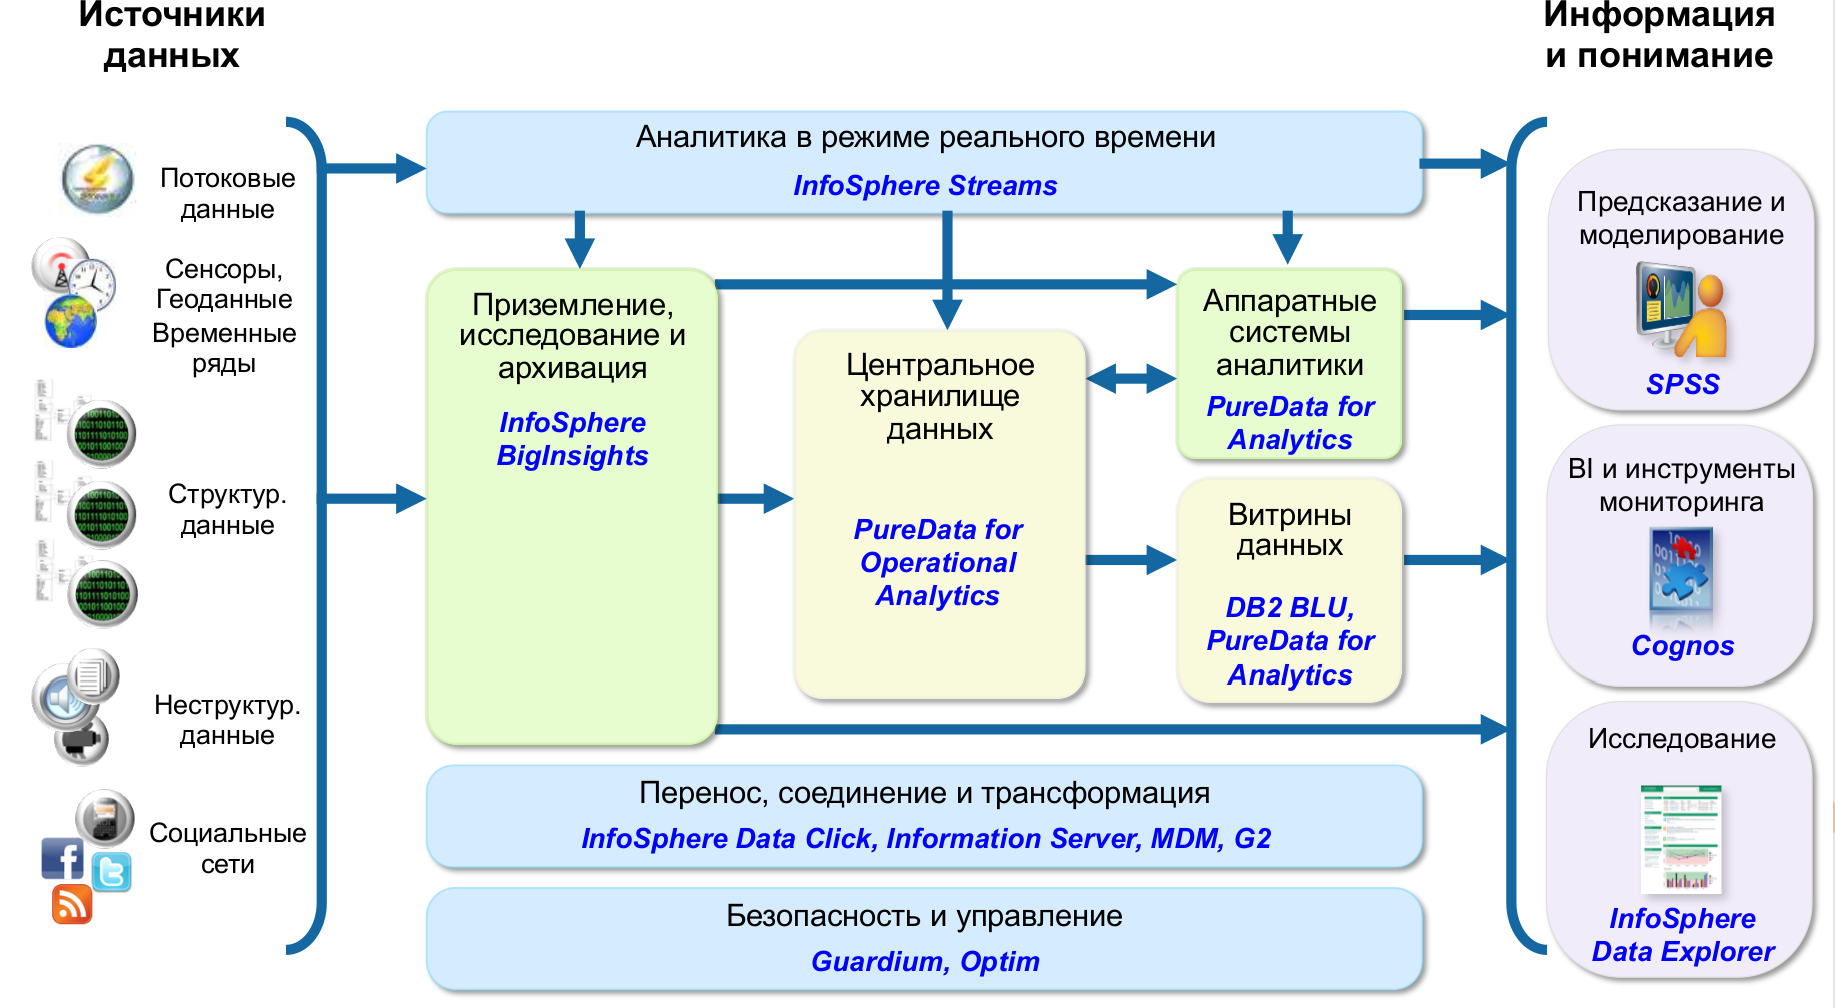 Источники
данных
Информация
и понимание
Потоковые
данные
Сенсоры,
Геоданные
Временные
ряды
Структур.
данные
Неструктур.
данные
Социальные
сети
Аналитика в режиме реального времени
InfoSphere Streams
Приземление,
исследование и
архивация
InfoSphere
BigInsights
Центральное
хранилище
данных
PureData for
Operational
Analytics
Аппаратные
системы
аналитики
PureData for
Analytics
Витрины
данных
DB2 BLU,
PureData for
Analytics
Перенос, соединение и трансформация
InfoSphere Data Click, Information Server, MDM, G2
Безопасность и управление
Guardium, Optim
Предсказание и
моделирование
SPSS
BI и инструменты
мониторинга
Cognos
Исследование
InfoSphere
Data Explorer